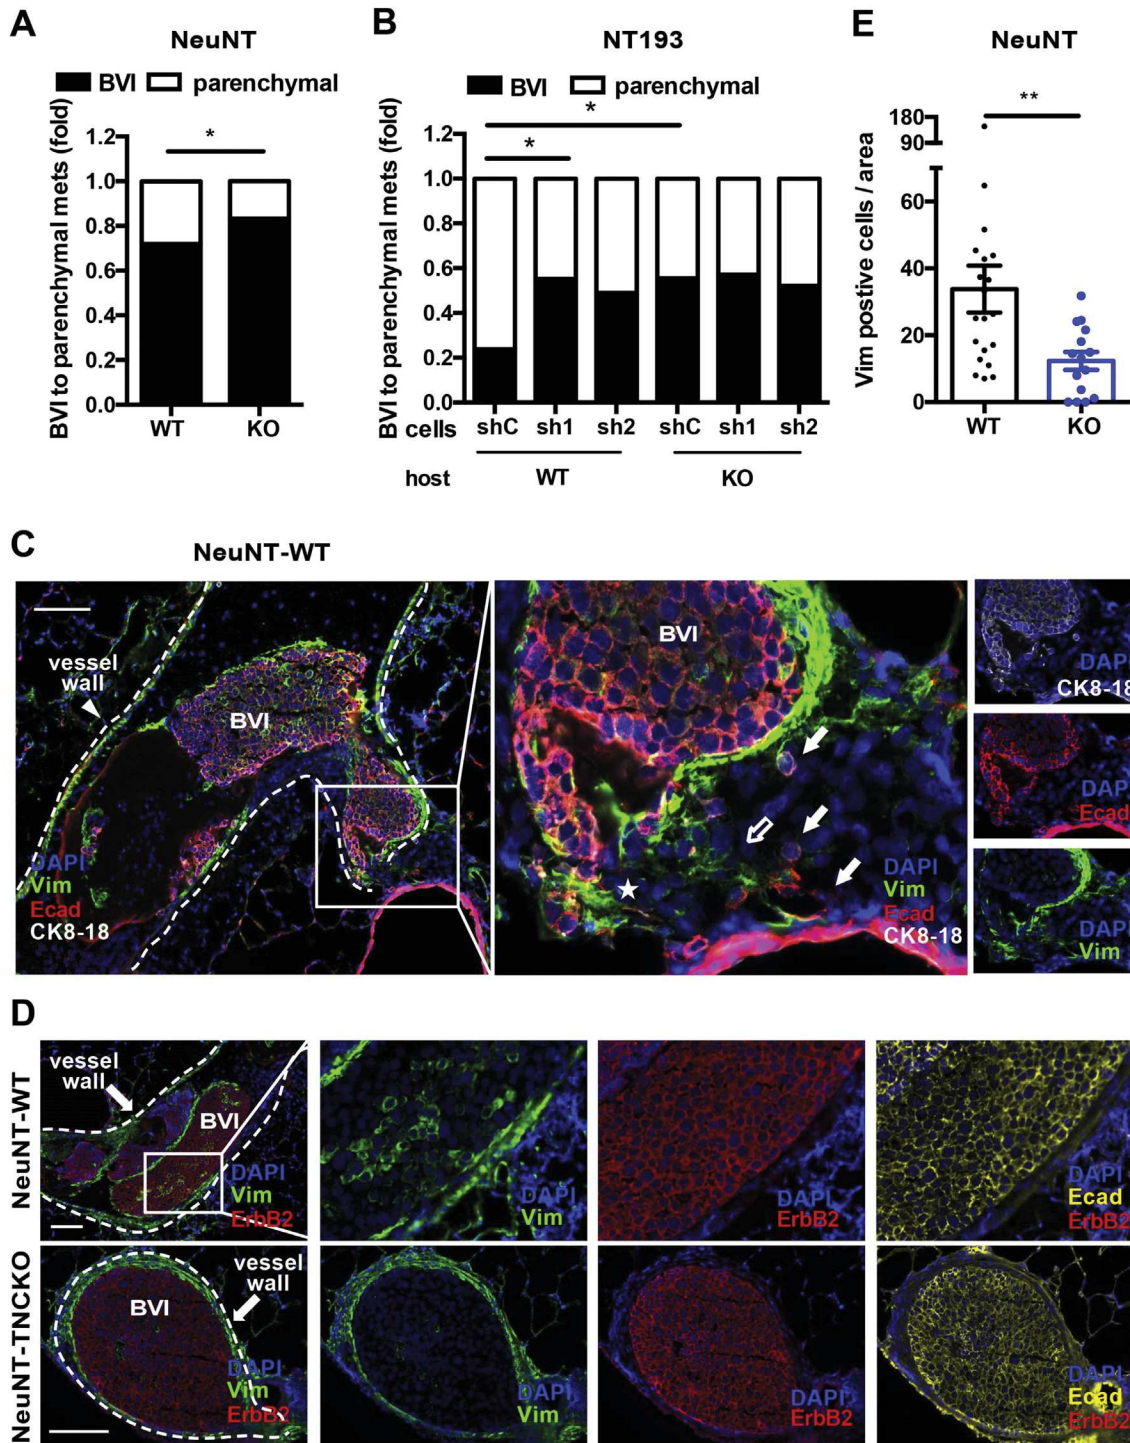 A
NeuNT
BVI parenchymal
BVI to parenchymal mets (fold)
1.2
1.0
0.8
0.6
0.4
0.2
0.0
*
WT KO
B
NT193
BVI parenchymal
BVI to parenchymal mets (fold)
1.2
1.0
0.8
0.6
0.4
0.2
0.0
*
*
cells shC sh1 sh2 shC sh1 sh2
host WT KO
E
NeuNT
Vim postive cells / area
180
90
60
40
20
0
**
WT KO
C
NeuNT-WT
vessel
wall
BVI
DAPI
Vim
Ecad
CK8-18
BVI
DAPI
Vim
Ecad
CK8-18
DAPI
CK8-18
DAPI
Ecad
DAPI
Vim
D
NeuNT-WT
vessel
wall
BVI
DAPI
Vim
ErbB2
DAPI
Vim
DAPI
ErbB2
DAPI
Ecad
ErbB2
NeuNT-TNCKO
vessel
wall
BVI
DAPI
Vim
ErbB2
DAPI
Vim
DAPI
ErbB2
DAPI
Ecad
ErbB2